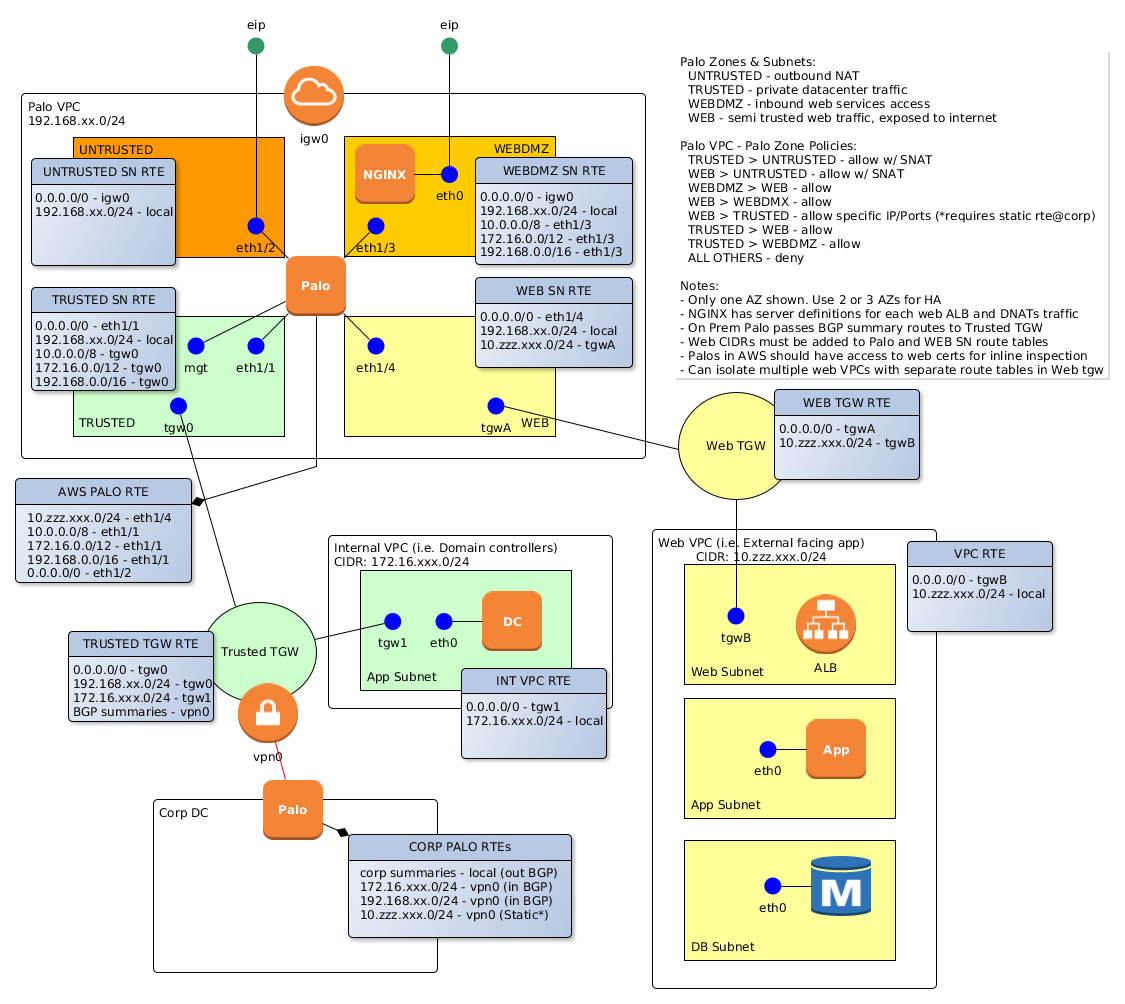 eip
eip
Palo VPC
192.168.xx.0/24
igw0
UNTRUSTED
UNTRUSTED SN RTE
0.0.0.0/0 - igw0
192.168.xx.0/24 - local
eth1/2
WEBDMZ
NGINX
eth0
eth1/3
WEBDMZ SN RTE
0.0.0.0/0 - igw0
192.168.xx.0/24 - local
10.0.0.0/8 - eth1/3
172.16.0.0/12 - eth1/3
192.168.0.0/16 - eth1/3
Palo
TRUSTED SN RTE
0.0.0.0/0 - eth1/1
192.168.xx.0/24 - local
10.0.0.0/8 - tgw0
172.16.0.0/12 - tgw0
192.168.0.0/16 - tgw0
mgt
eth1/1
TRUSTED
tgw0
WEB SN RTE
0.0.0.0/0 - eth1/4
192.168.xx.0/24 - local
10.zzz.xxx.0/24 - tgwA
eth1/4
tgwA
WEB
Palo Zones & Subnets:
UNTRUSTED - outbound NAT
TRUSTED - private datacenter traffic
WEBDMZ - inbound web services access
WEB - semi trusted web traffic, exposed to internet
Palo VPC - Palo Zone Policies:
TRUSTED > UNTRUSTED - allow w/ SNAT
WEB > UNTRUSTED - allow w/ SNAT
WEBDMZ > WEB - allow
WEB > WEBDMX - allow
WEB > TRUSTED - allow specific IP/Ports (*requires static rte@corp)
TRUSTED > WEB - allow
TRUSTED > WEBDMZ - allow
ALL OTHERS - deny
Notes:
- Only one AZ shown. Use 2 or 3 AZs for HA
- NGINX has server definitions for each web ALB and DNATs traffic
- On Prem Palo passes BGP summary routes to Trusted TGW
- Web CIDRs must be added to Palo and WEB SN route tables
- Palos in AWS should have access to web certs for inline inspection
- Can isolate multiple web VPCs with separate route tables in Web tgw
Web TGW
WEB TGW RTE
0.0.0.0/0 - tgwA
10.zzz.xxx.0/24 - tgwB
AWS PALO RTE
10.zzz.xxx.0/24 - eth1/4
10.0.0.0/8 - eth1/1
172.16.0.0/12 - eth1/1
192.168.0.0/16 - eth1/1
0.0.0.0/0 - eth1/2
Internal VPC (i.e. Domain controllers)
CIDR: 172.16.xxx.0/24
tgw1
eth0
DC
App Subnet
INT VPC RTE
0.0.0.0/0 - tgw1
172.16.xxx.0/24 - local
Trusted TGW
TRUSTED TGW RTE
0.0.0.0/0 - tgw0
192.168.xx.0/24 - tgw0
172.16.xxx.0/24 - tgw1
BGP summaries - vpn0
vpn0
Corp DC
Palo
CORP PALO RTEs
corp summaries - local (out BGP)
172.16.xxx.0/24 - vpn0 (in BGP)
192.168.xx.0/24 - vpn0 (in BGP)
10.zzz.xxx.0/24 - vpn0 (Static*)
Web VPC (i.e. External facing app)
CIDR: 10.zzz.xxx.0/24
VPC RTE
0.0.0.0/0 - tgwB
10.zzz.xxx.0/24 - local
tgwB
ALB
Web Subnet
App
eth0
App Subnet
M
eth0
DB Subnet